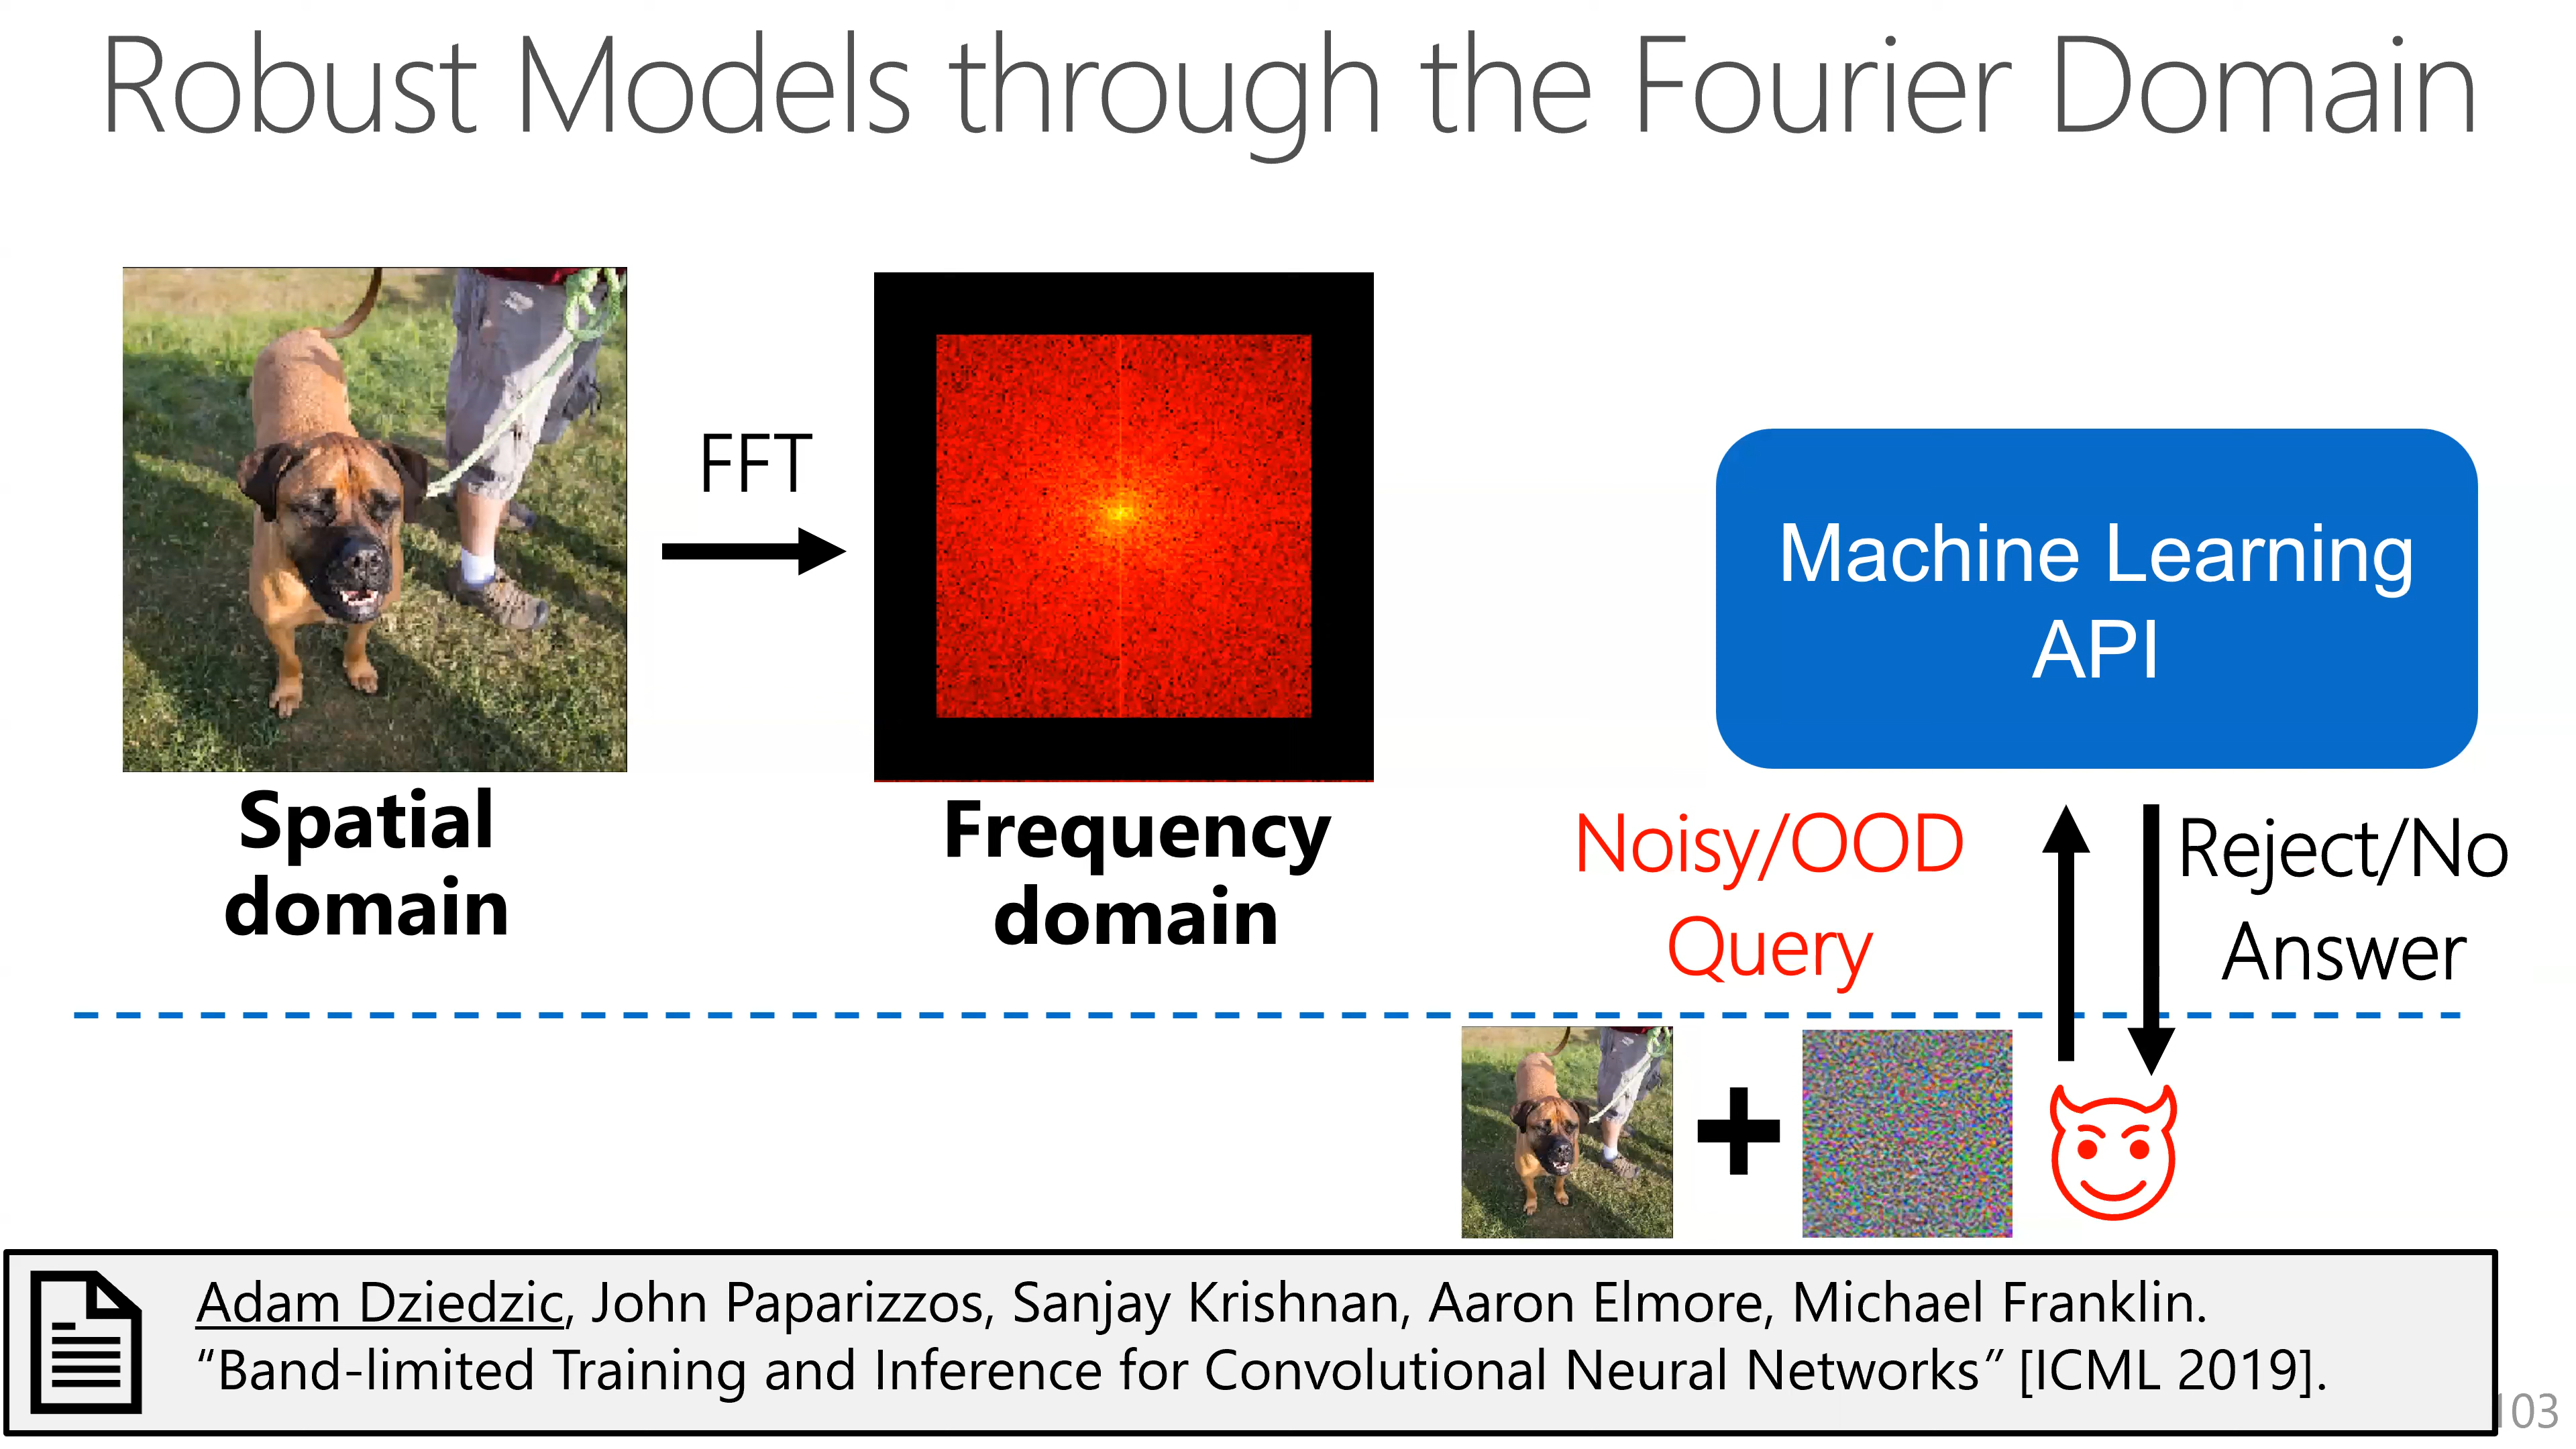 Robust Models through the Fourier Domain
FFT
Machine Learning
API
Spatial
domain
Frequency
domain
Noisy/OOD
Query
Reject/No
Answer
Adam Dziedzic, John Paparizzos, Sanjay Krishnan, Aaron Elmore, Michael Franklin.
“Band-limited Training and Inference for Convolutional Neural Networks” [ICML 2019].
103